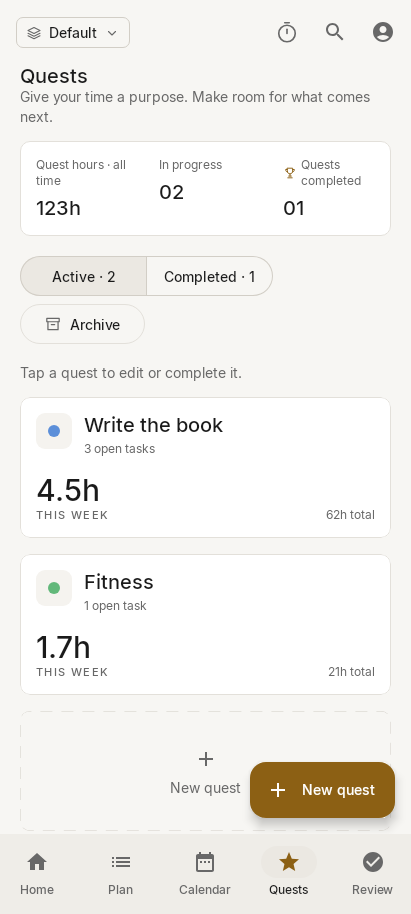 Default
Quests
Give your time a purpose. Make room for what comes
next.
Quest hours · all
time
123h
In progress
02
Quests
completed
01
Active · 2
Completed · 1
Archive
Tap a quest to edit or complete it.
Write the book
3 open tasks
4.5h
THIS WEEK
62h total
Fitness
1 open task
1.7h
THIS WEEK
21h total
New quest
New quest
Home
Plan
Calendar
Quests
Review